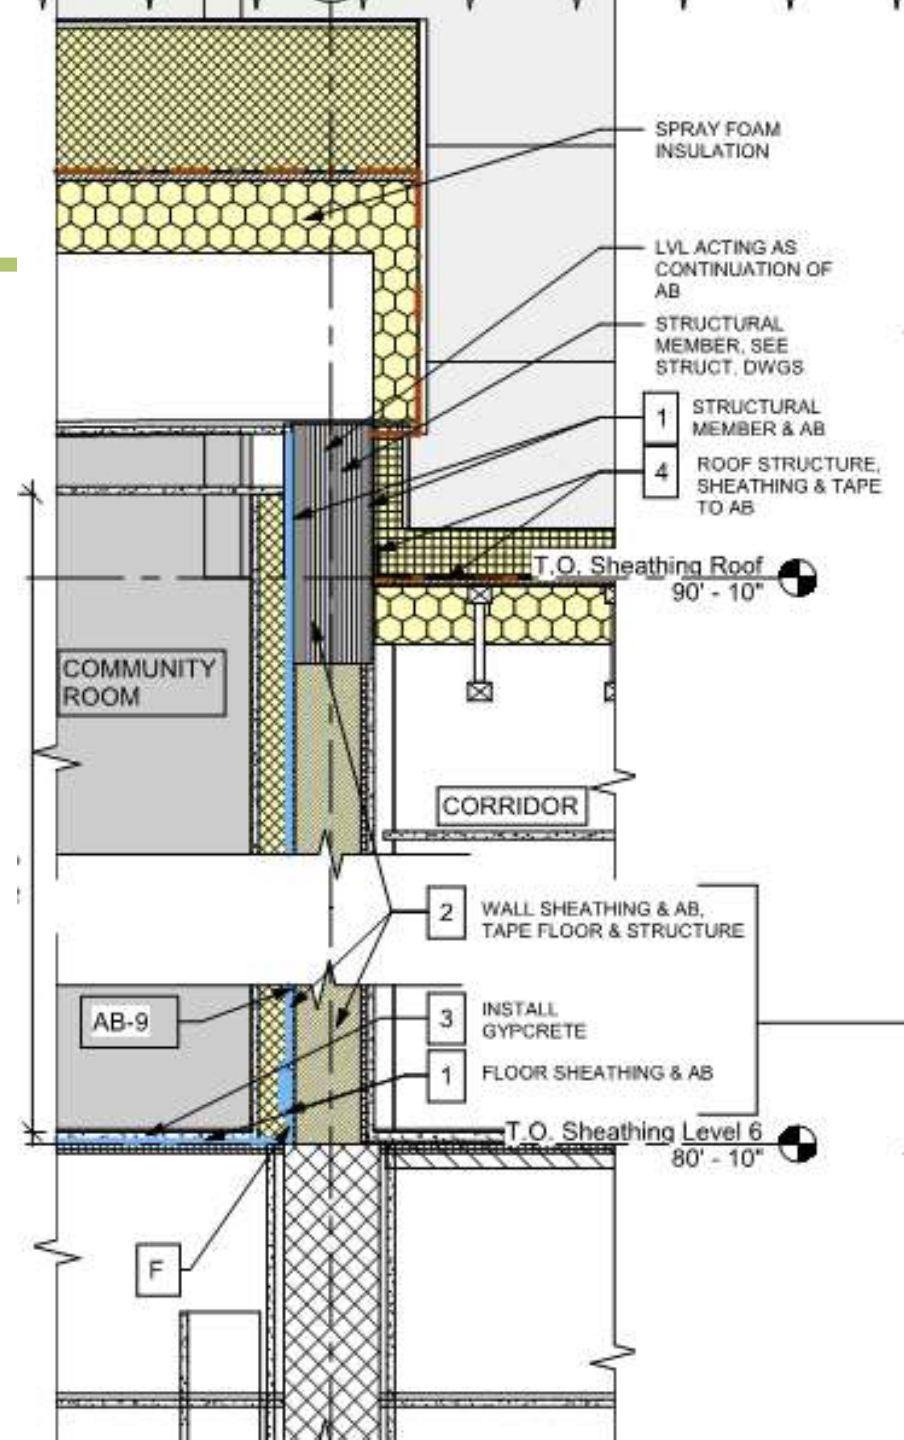 SPRAY FOAM
INSULATION
LVL ACTING AS
CONTINUATION OF
AB
STRUCTURAL
MEMBER, SEE
STRUCT. DWGS
1
STRUCTURAL
MEMBER & AB
4
ROOF STRUCTURE,
SHEATHING & TAPE
TO AB
T.O. Sheathing Roof
90' - 10"
COMMUNITY
ROOM
CORRIDOR
2
WALL SHEATHING & AB,
TAPE FLOOR & STRUCTURE
AB-9
3
INSTALL
GYPCRETE
1
FLOOR SHEATHING & AB
T.O. Sheathing Level 6
80' - 10"
F